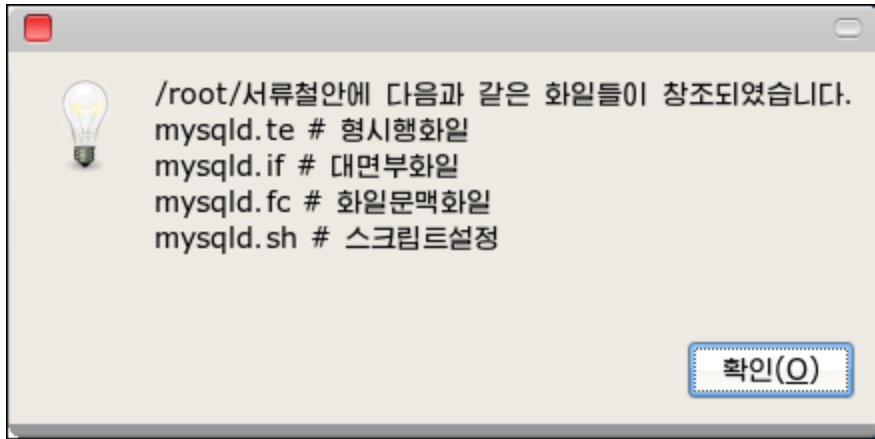 /root/서류철안에 다음과 같은 화일들이 창조되였습니다.
mysqld.te # 형시행화일
mysqld.if # 대면부화일
mysqld.fc # 화일문맥화일
mysqld.sh # 스크립트설정
확인(O)